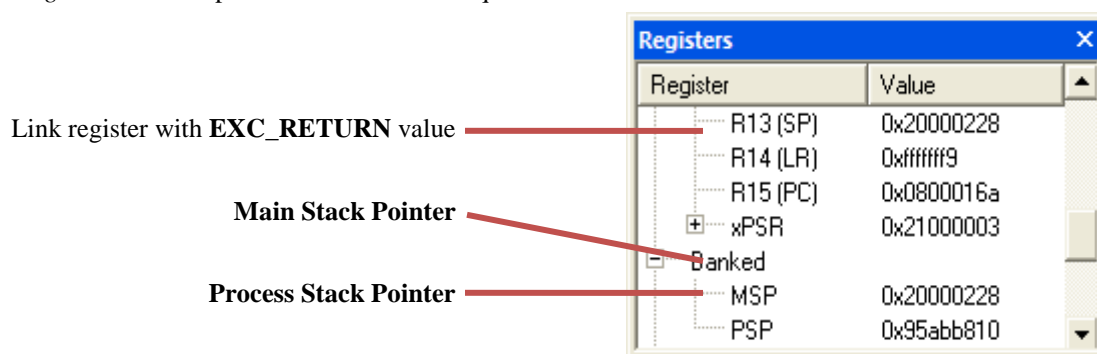 Registers
Register Value
Link register with EXC_RETURN value
R13 (SP) 0x20000228
R14 (LR) 0xfffffff9
R15 (PC) 0x0800016a
Main Stack Pointer
xPSR 0x21000003
Banked
Process Stack Pointer
MSP 0x20000228
PSP 0x95abb810